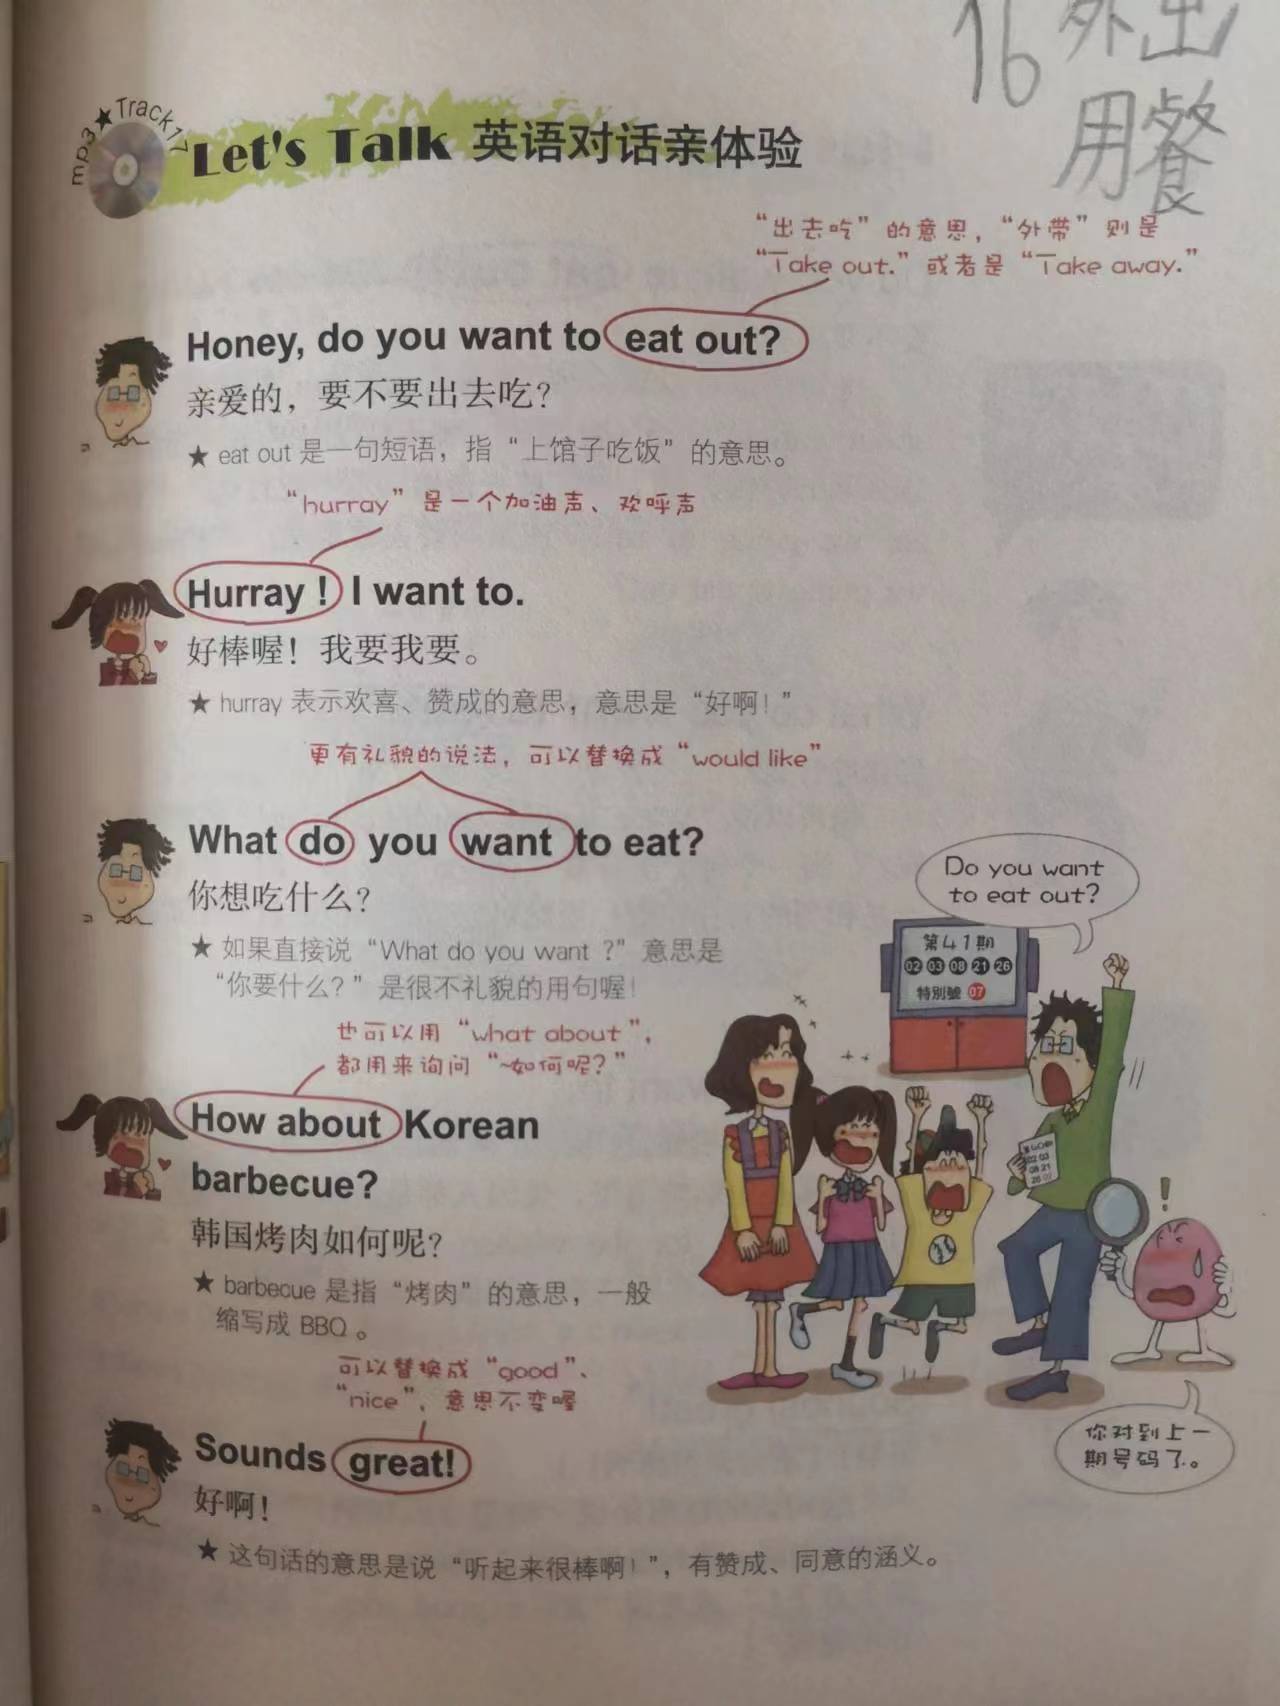 16 外出
用餐
mp3★Track17
Let's Talk 英语对话亲体验
“出去吃”的意思，“外带”则是
“Take out.”或者是“Take away.”
Honey, do you want to eat out?
亲爱的，要不要出去吃？
★ eat out 是一句短语，指“上馆子吃饭”的意思。
“hurray”是一个加油声、欢呼声
Hurray！I want to.
好棒喔！我要我要。
★ hurray 表示欢喜、赞成的意思，意思是“好啊！”
更有礼貌的说法，可以替换成“would like”
What do you want to eat?
你想吃什么？
★ 如果直接说“What do you want ?”意思是
“你要什么？”是很不礼貌的用句喔！
也可以用“what about”，
都用来询问“~如何呢？”
How about Korean
barbecue?
韩国烤肉如何呢？
★ barbecue 是指“烤肉”的意思，一般
缩写成 BBQ 。
可以替换成“good”、
“nice”，意思不变喔
Sounds great!
好啊！
★ 这句话的意思是说“听起来很棒啊！”，有赞成、同意的涵义。
Do you want
to eat out?
第41期
02 03 08 21 26
特別號 07
02 03
08 21
26 07
!
你对到上一
期号码了。